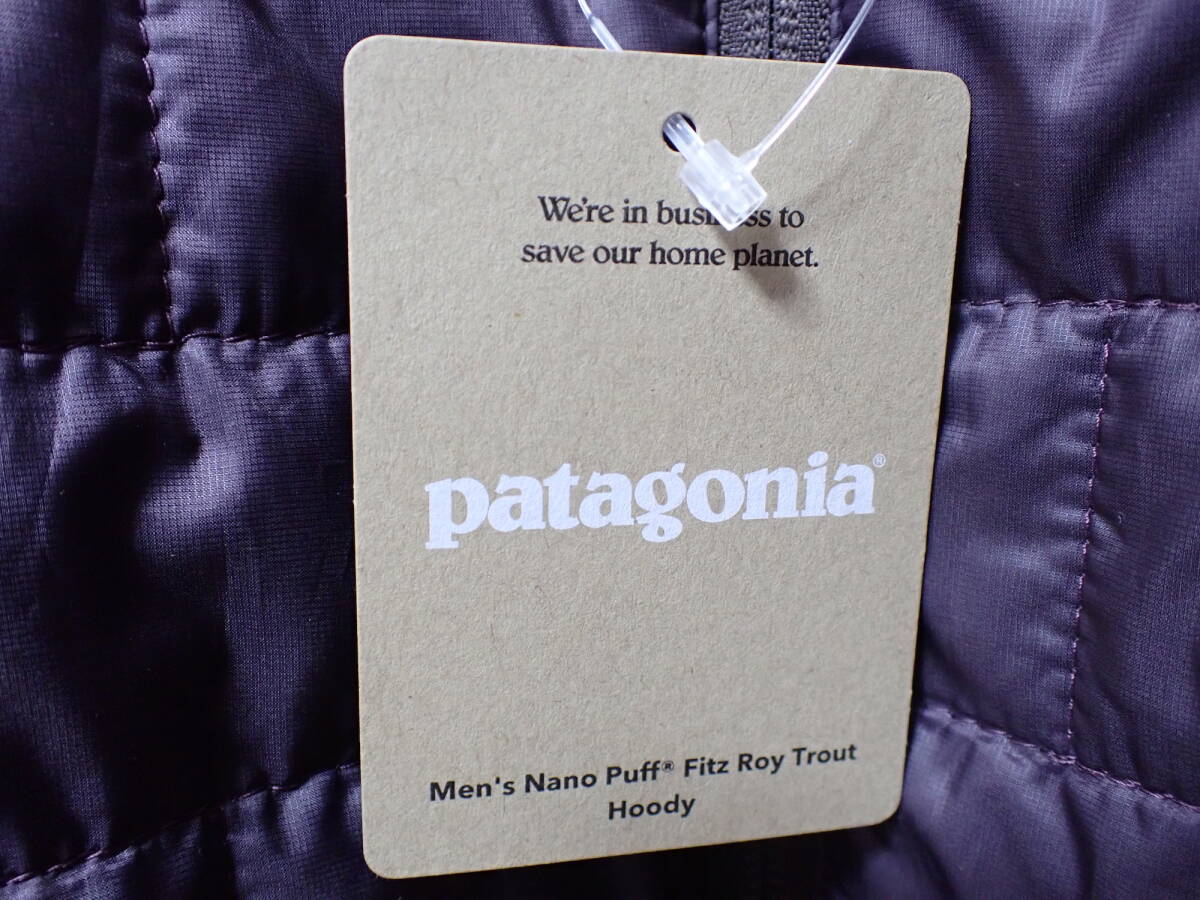 We're in business to
save our home planet.
patagonia®
Men's Nano Puff® Fitz Roy Trout
Hoody